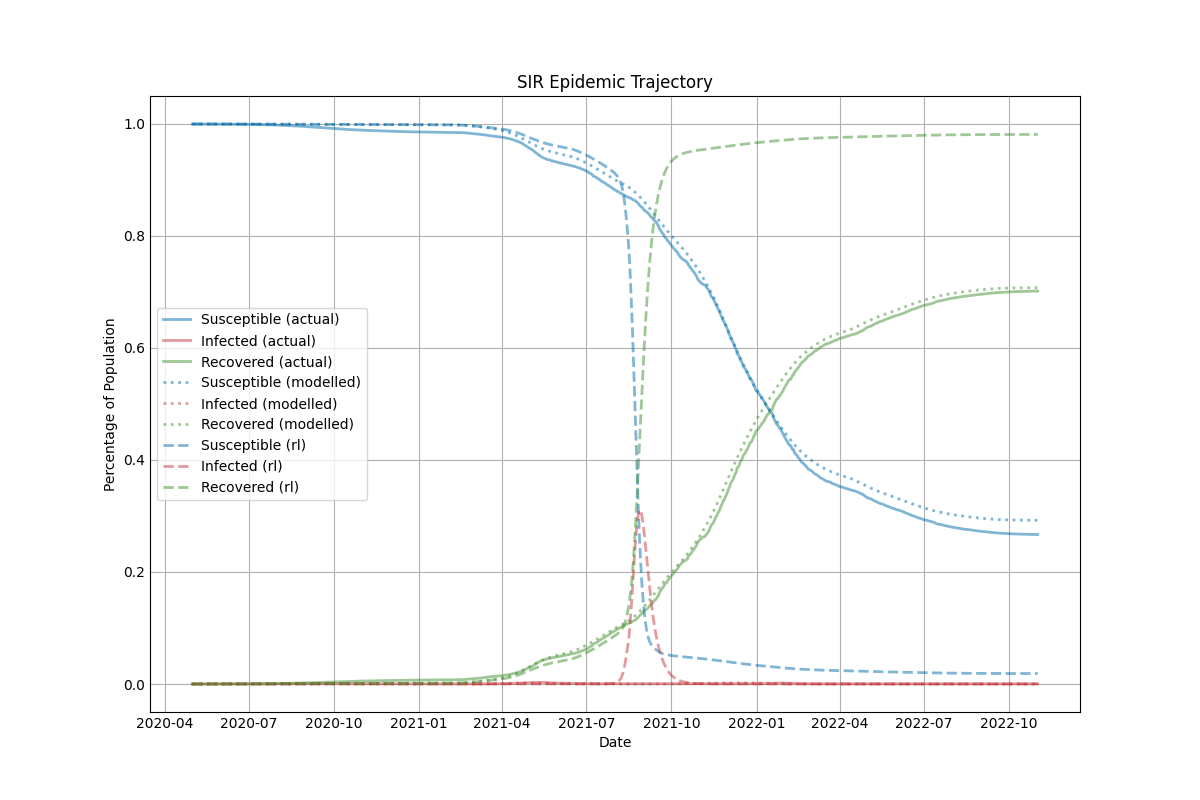 SIR Epidemic Trajectory
Percentage of Population
1.0
0.8
0.6
0.4
0.2
0.0
Susceptible (actual)
Infected (actual)
Recovered (actual)
Susceptible (modelled)
Infected (modelled)
Recovered (modelled)
Susceptible (rl)
Infected (rl)
Recovered (rl)
2020-04 2020-07 2020-10 2021-01 2021-04 2021-07 2021-10 2022-01 2022-04 2022-07 2022-10
Date